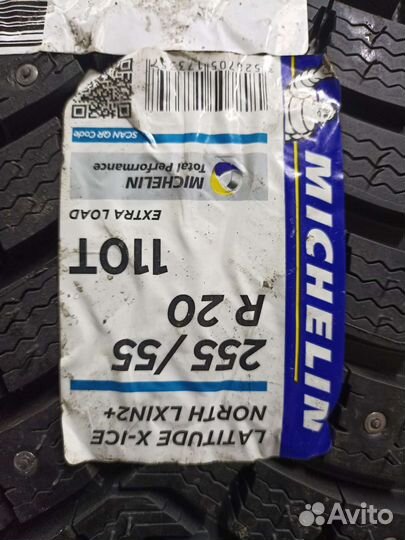 MICHELIN
LATITUDE X-ICE
NORTH LXIN2+
255/55
R 20
110T
EXTRA LOAD
MICHELIN
Total Performance
SCAN QR Code
Avito